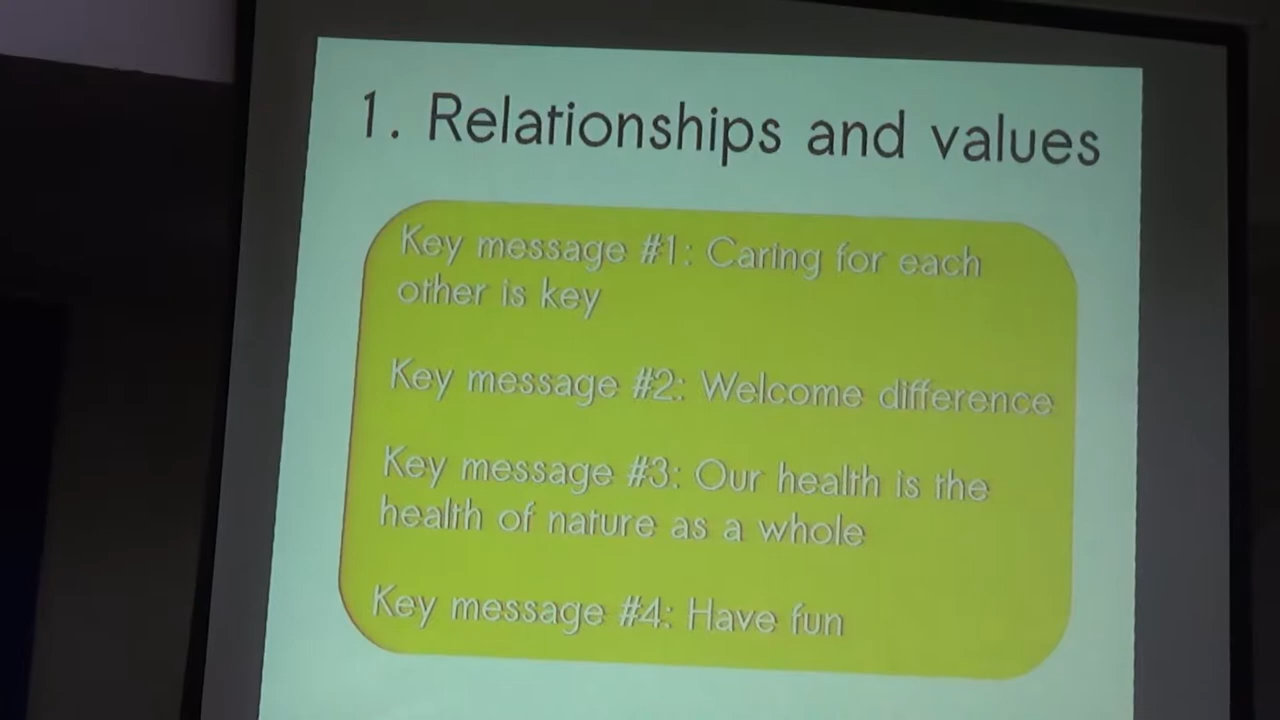 1. Relationships and values
Key message #1: Caring for each
other is key
Key message #2: Welcome difference
Key message #3: Our health is the
health of nature as a whole
Key message #4: Have fun